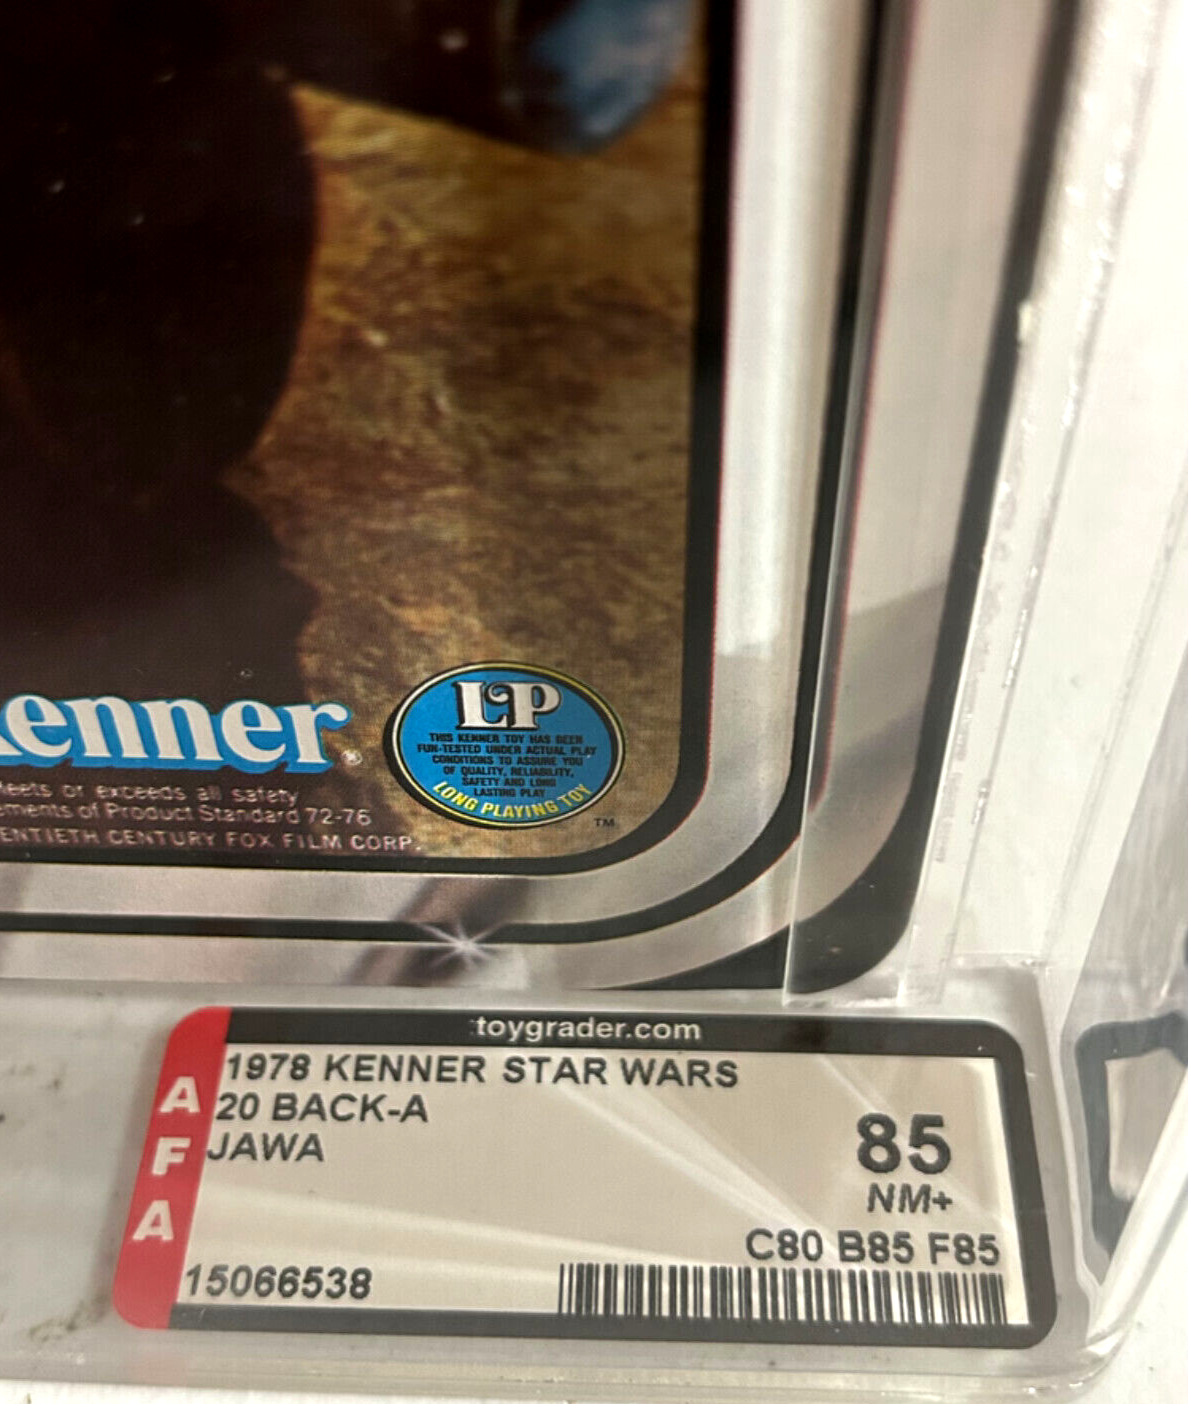 enner®
LP
THIS KENNER TOY HAS BEEN
FUN-TESTED UNDER ACTUAL PLAY
CONDITIONS TO ASSURE YOU
OF QUALITY, RELIABILITY,
SAFETY AND LONG
LASTING PLAY
LONG PLAYING TOY
TM
eets or exceeds all safety
ements of Product Standard 72-76
ENTIETH CENTURY FOX FILM CORP.
toygrader.com
AFA
1978 KENNER STAR WARS
20 BACK-A
JAWA
85
NM+
C80 B85 F85
15066538